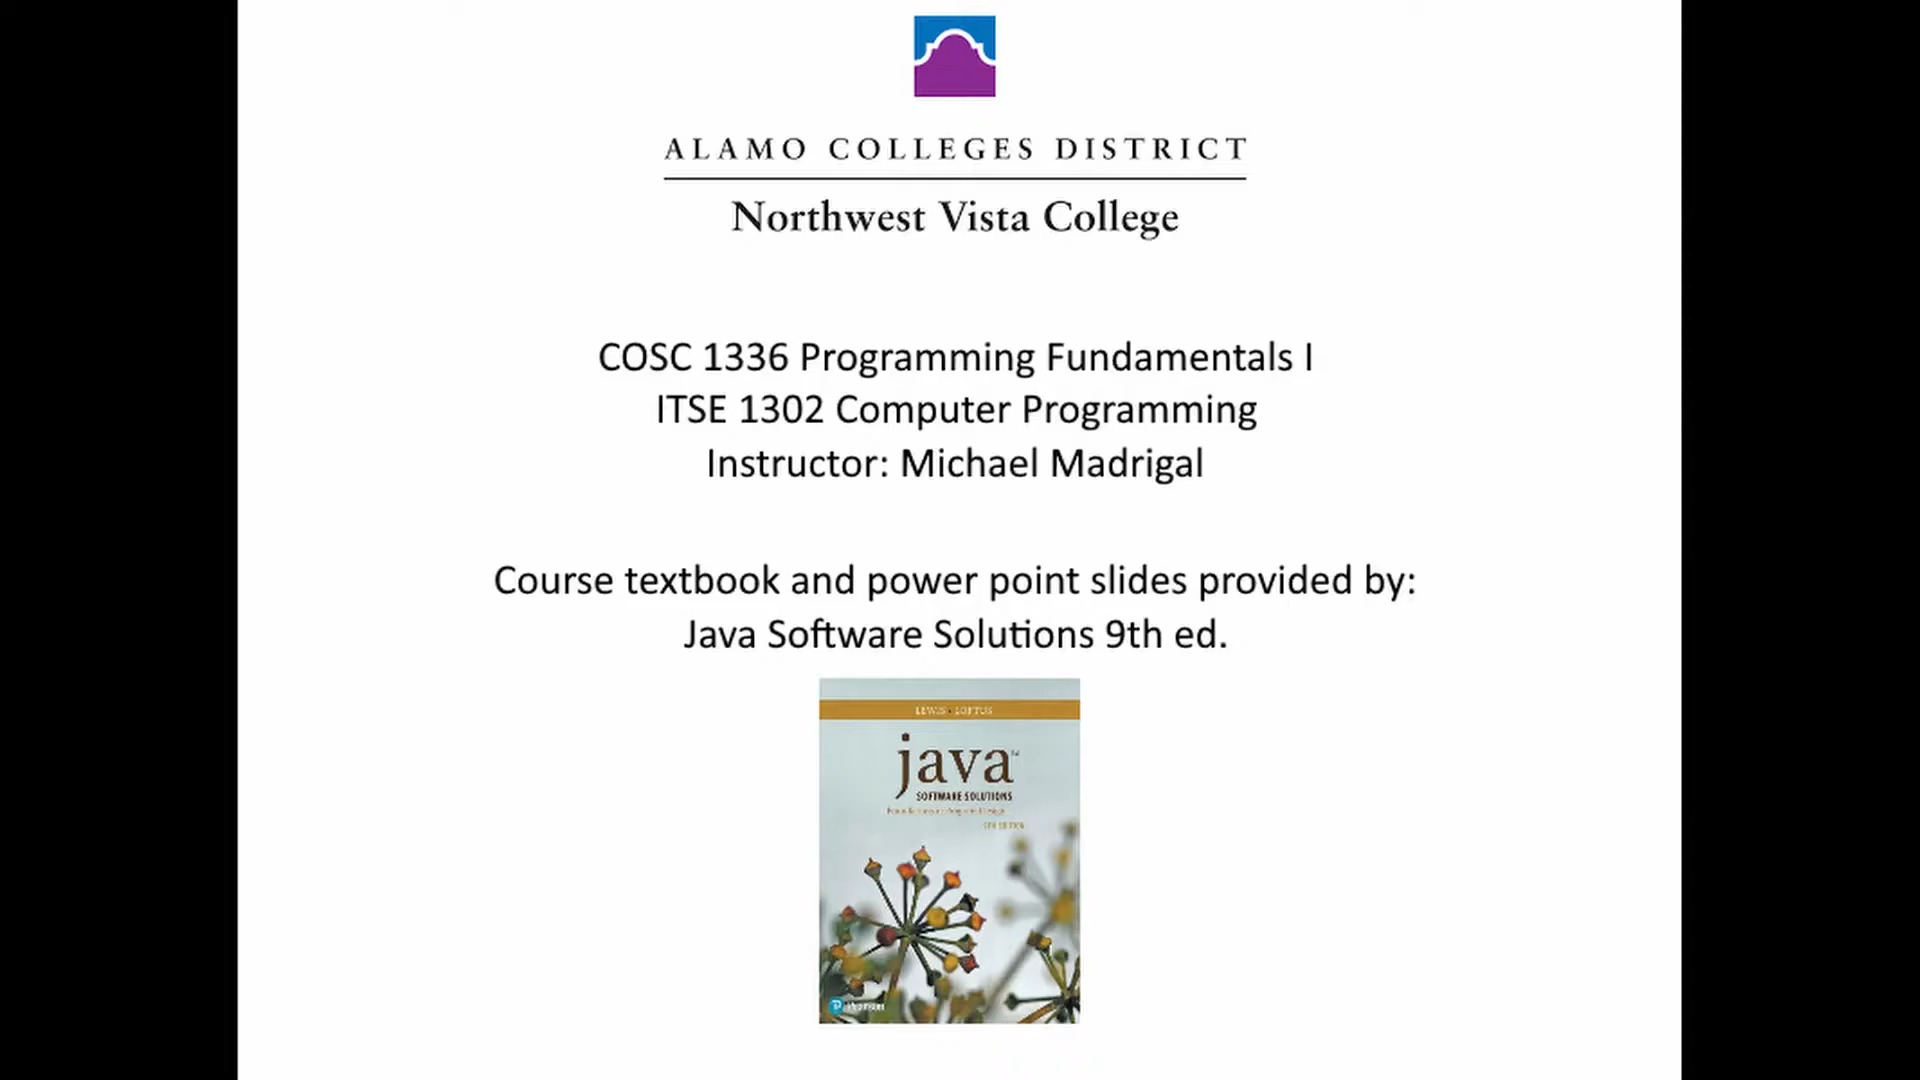 ALAMO COLLEGES DISTRICT
Northwest Vista College
COSC 1336 Programming Fundamentals I
ITSE 1302 Computer Programming
Instructor: Michael Madrigal
Course textbook and power point slides provided by:
Java Software Solutions 9th ed.
LEWIS • LOFTUS
java
SOFTWARE SOLUTIONS
Pearson